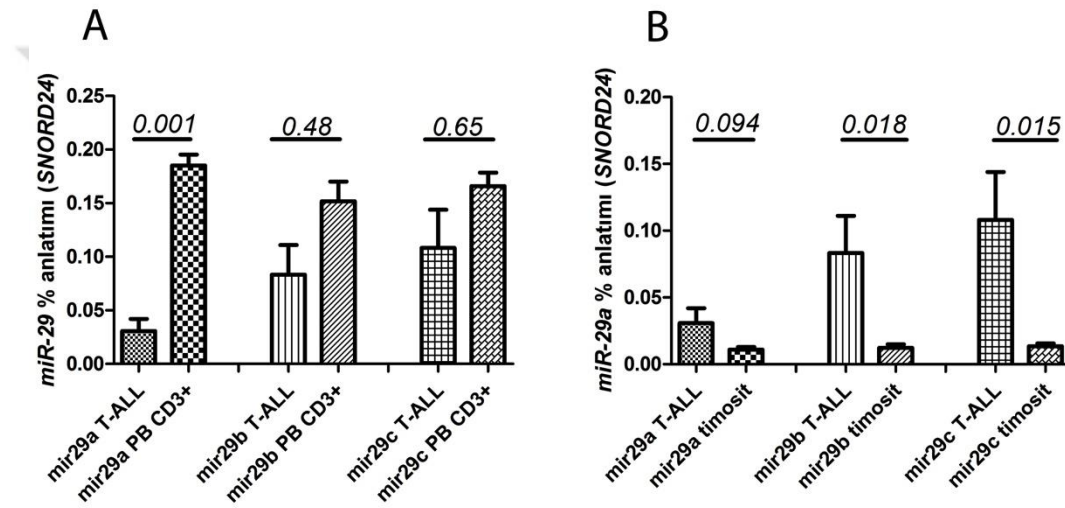 A
miR-29 % anlatımı (SNORD24)
0.25
0.20
0.15
0.10
0.05
0.00
0.001
0.48
0.65
mir29a T-ALL
mir29a PB CD3+
mir29b T-ALL
mir29b PB CD3+
mir29c T-ALL
mir29c PB CD3+
B
miR-29a % anlatımı (SNORD24)
0.20
0.15
0.10
0.05
0.00
0.094
0.018
0.015
mir29a T-ALL
mir29a timosit
mir29b T-ALL
mir29b timosit
mir29c T-ALL
mir29c timosit